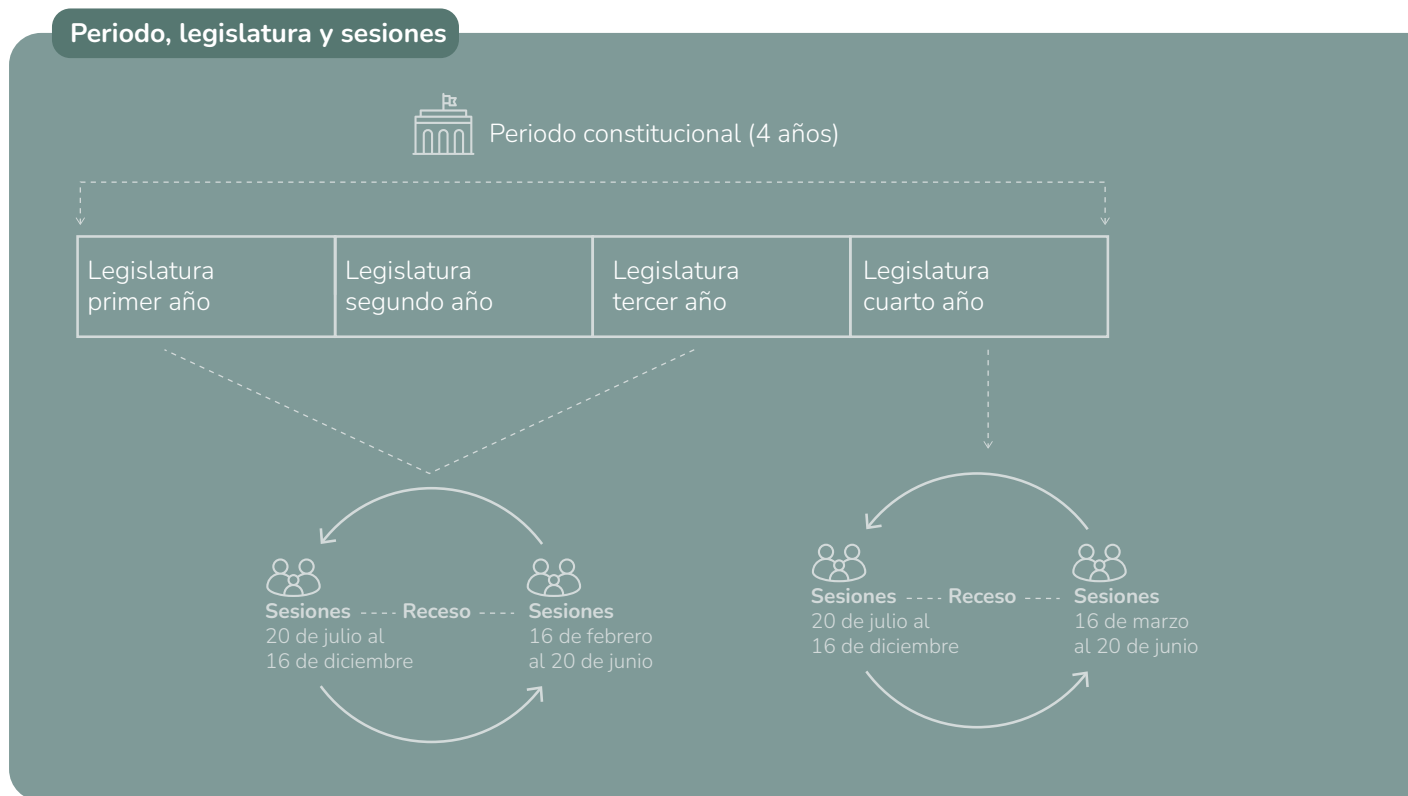 Periodo, legislatura y sesiones
Periodo constitucional (4 años)
Legislatura
primer año
Legislatura
segundo año
Legislatura
tercer año
Legislatura
cuarto año
Sesiones ---- Receso ---- Sesiones
20 de julio al
16 de diciembre
16 de febrero
al 20 de junio
Sesiones ---- Receso ---- Sesiones
20 de julio al
16 de diciembre
16 de marzo
al 20 de junio